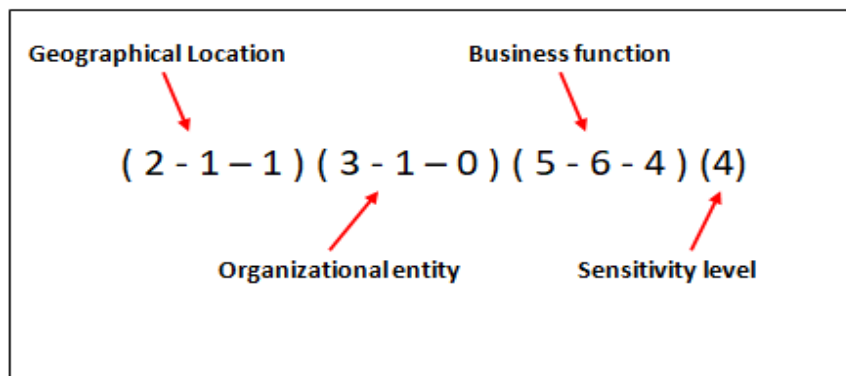 Geographical Location Business function
( 2 - 1 – 1 ) ( 3 - 1 – 0 ) ( 5 - 6 - 4 ) (4)
Organizational entity Sensitivity level